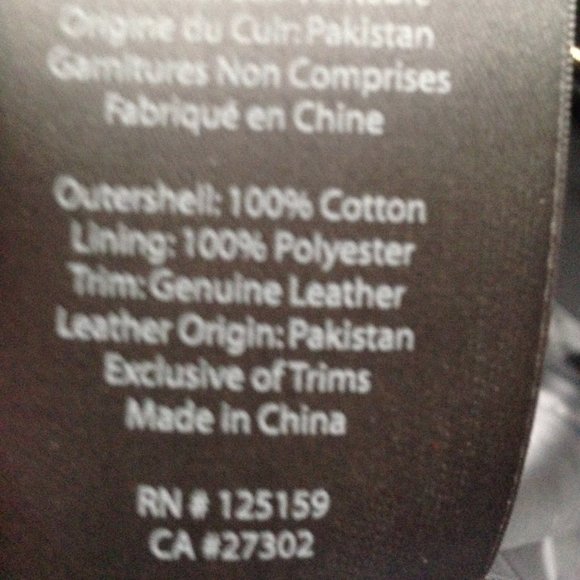 Origine du Cuir: Pakistan
Garnitures Non Comprises
Fabriqué en Chine
Outershell: 100% Cotton
Lining: 100% Polyester
Trim: Genuine Leather
Leather Origin: Pakistan
Exclusive of Trims
Made in China
RN # 125159
CA #27302